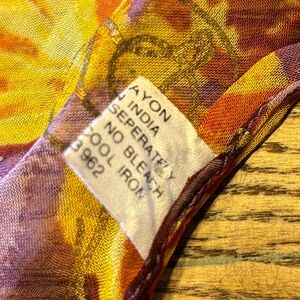 AYON
N INDIA
SEPERATELY
NO BLEACH
COOL IRON
3962